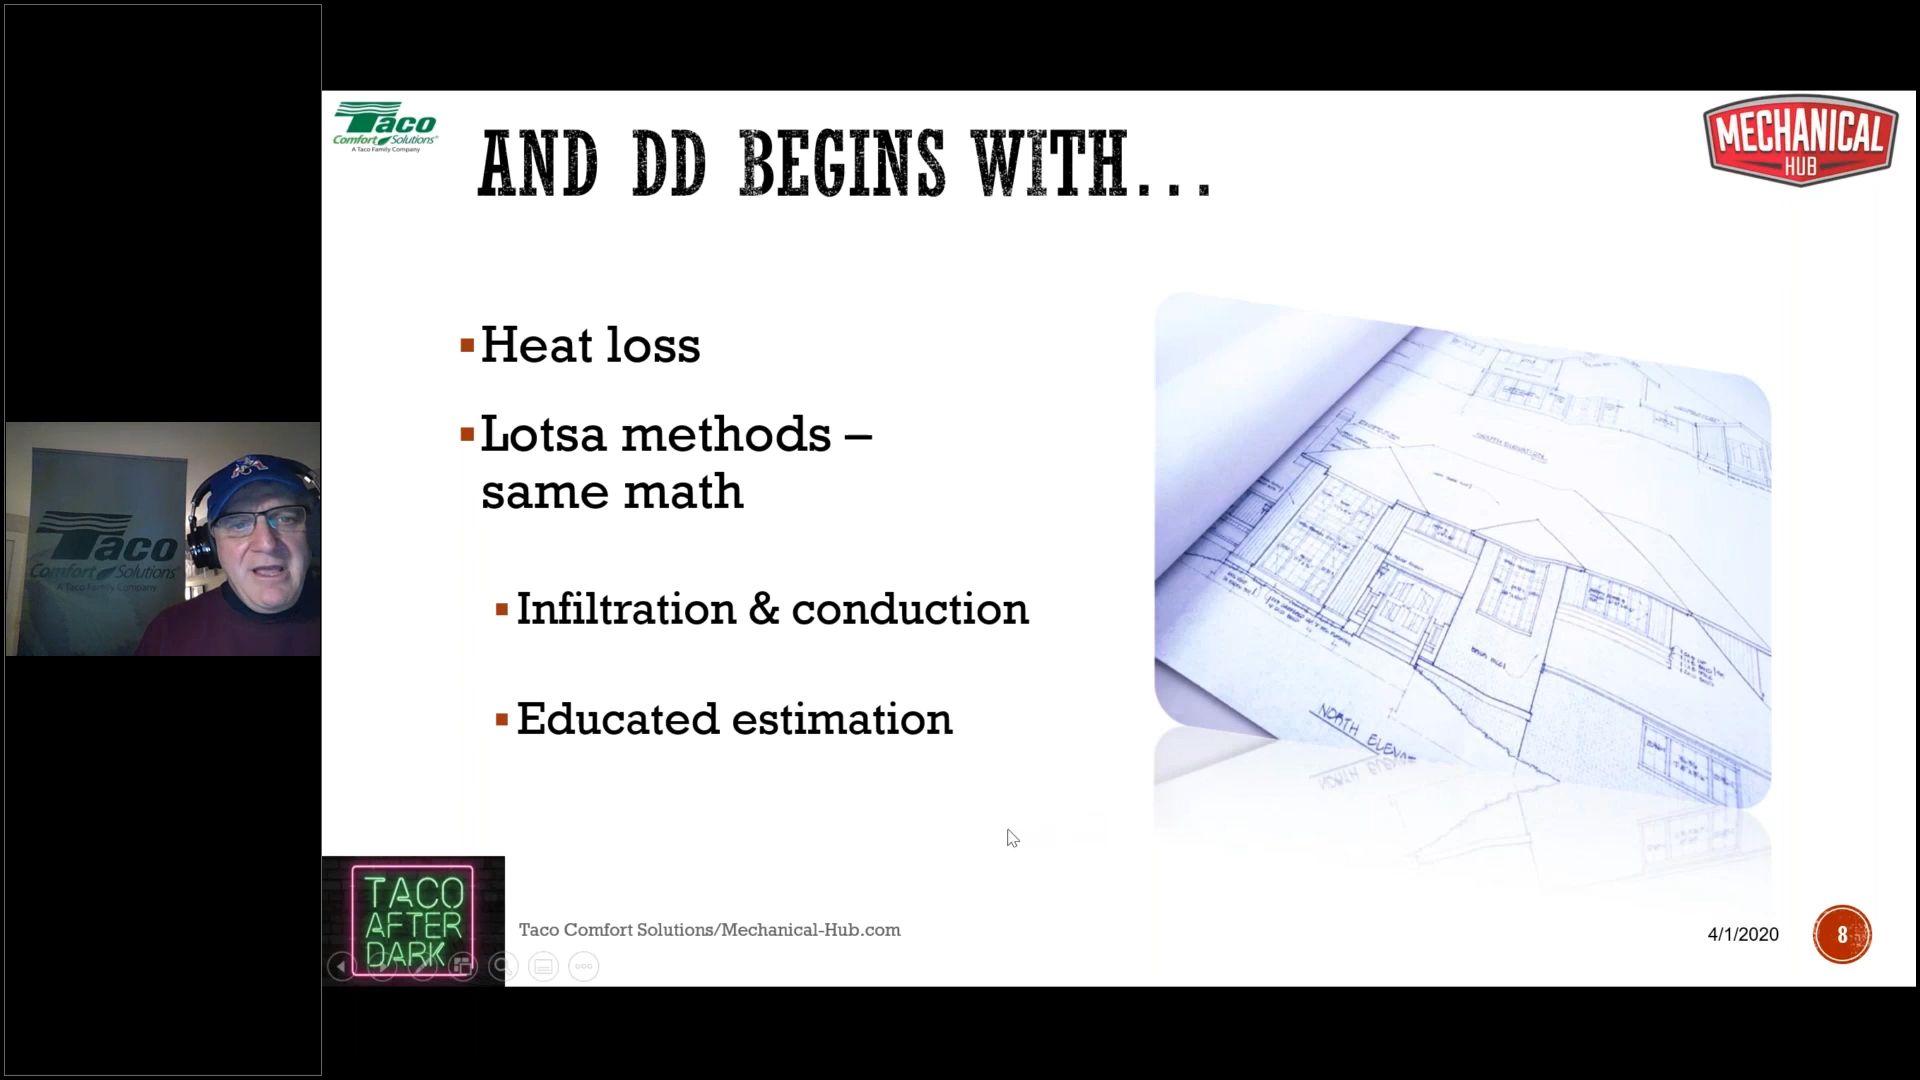 Taco
Comfort Solutions®
A Taco Family Company
AND DD BEGINS WITH...
MECHANICAL
HUB
Heat loss
Lotsa methods –
same math
Infiltration & conduction
Educated estimation
Taco
Comfort Solutions
A Taco Family Company
NORTH ELEVAT
TACO
AFTER
DARK
Taco Comfort Solutions/Mechanical-Hub.com
4/1/2020
8